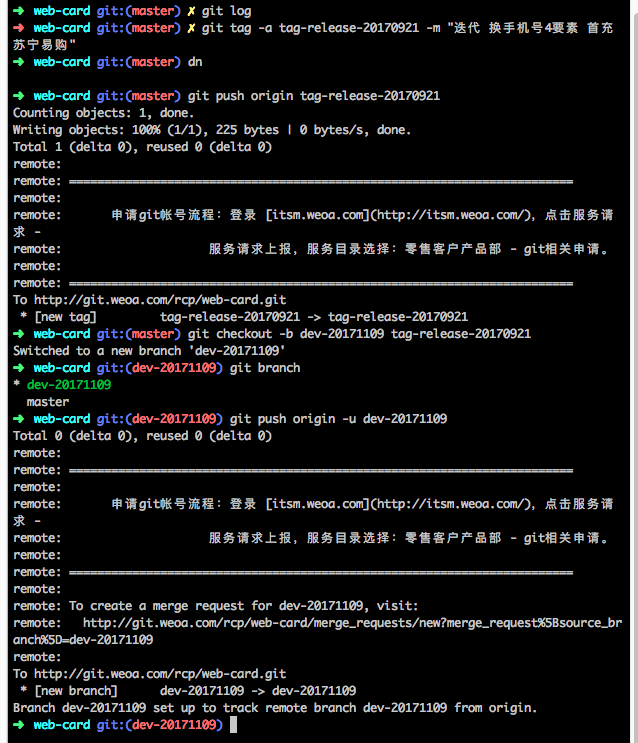 ➜ web-card git:(master) ✗ git log
➜ web-card git:(master) ✗ git tag -a tag-release-20170921 -m "迭代 换手机号4要素 首充
苏宁易购"
➜ web-card git:(master) dn
➜ web-card git:(master) git push origin tag-release-20170921
Counting objects: 1, done.
Writing objects: 100% (1/1), 225 bytes | 0 bytes/s, done.
Total 1 (delta 0), reused 0 (delta 0)
remote:
remote: ========================================================================
remote:
remote: 申请git帐号流程：登录 [itsm.weoa.com](http://itsm.weoa.com/)，点击服务请
求 -
remote: 服务请求上报，服务目录选择：零售客户产品部 - git相关申请。
remote:
remote: ========================================================================
To http://git.weoa.com/rcp/web-card.git
* [new tag] tag-release-20170921 -> tag-release-20170921
➜ web-card git:(master) git checkout -b dev-20171109 tag-release-20170921
Switched to a new branch 'dev-20171109'
➜ web-card git:(dev-20171109) git branch
* dev-20171109
master
➜ web-card git:(dev-20171109) git push origin -u dev-20171109
Total 0 (delta 0), reused 0 (delta 0)
remote:
remote: ========================================================================
remote:
remote: 申请git帐号流程：登录 [itsm.weoa.com](http://itsm.weoa.com/)，点击服务请
求 -
remote: 服务请求上报，服务目录选择：零售客户产品部 - git相关申请。
remote:
remote: ========================================================================
remote:
remote: To create a merge request for dev-20171109, visit:
remote: http://git.weoa.com/rcp/web-card/merge_requests/new?merge_request%5Bsource_br
anch%5D=dev-20171109
remote:
To http://git.weoa.com/rcp/web-card.git
* [new branch] dev-20171109 -> dev-20171109
Branch dev-20171109 set up to track remote branch dev-20171109 from origin.
➜ web-card git:(dev-20171109)